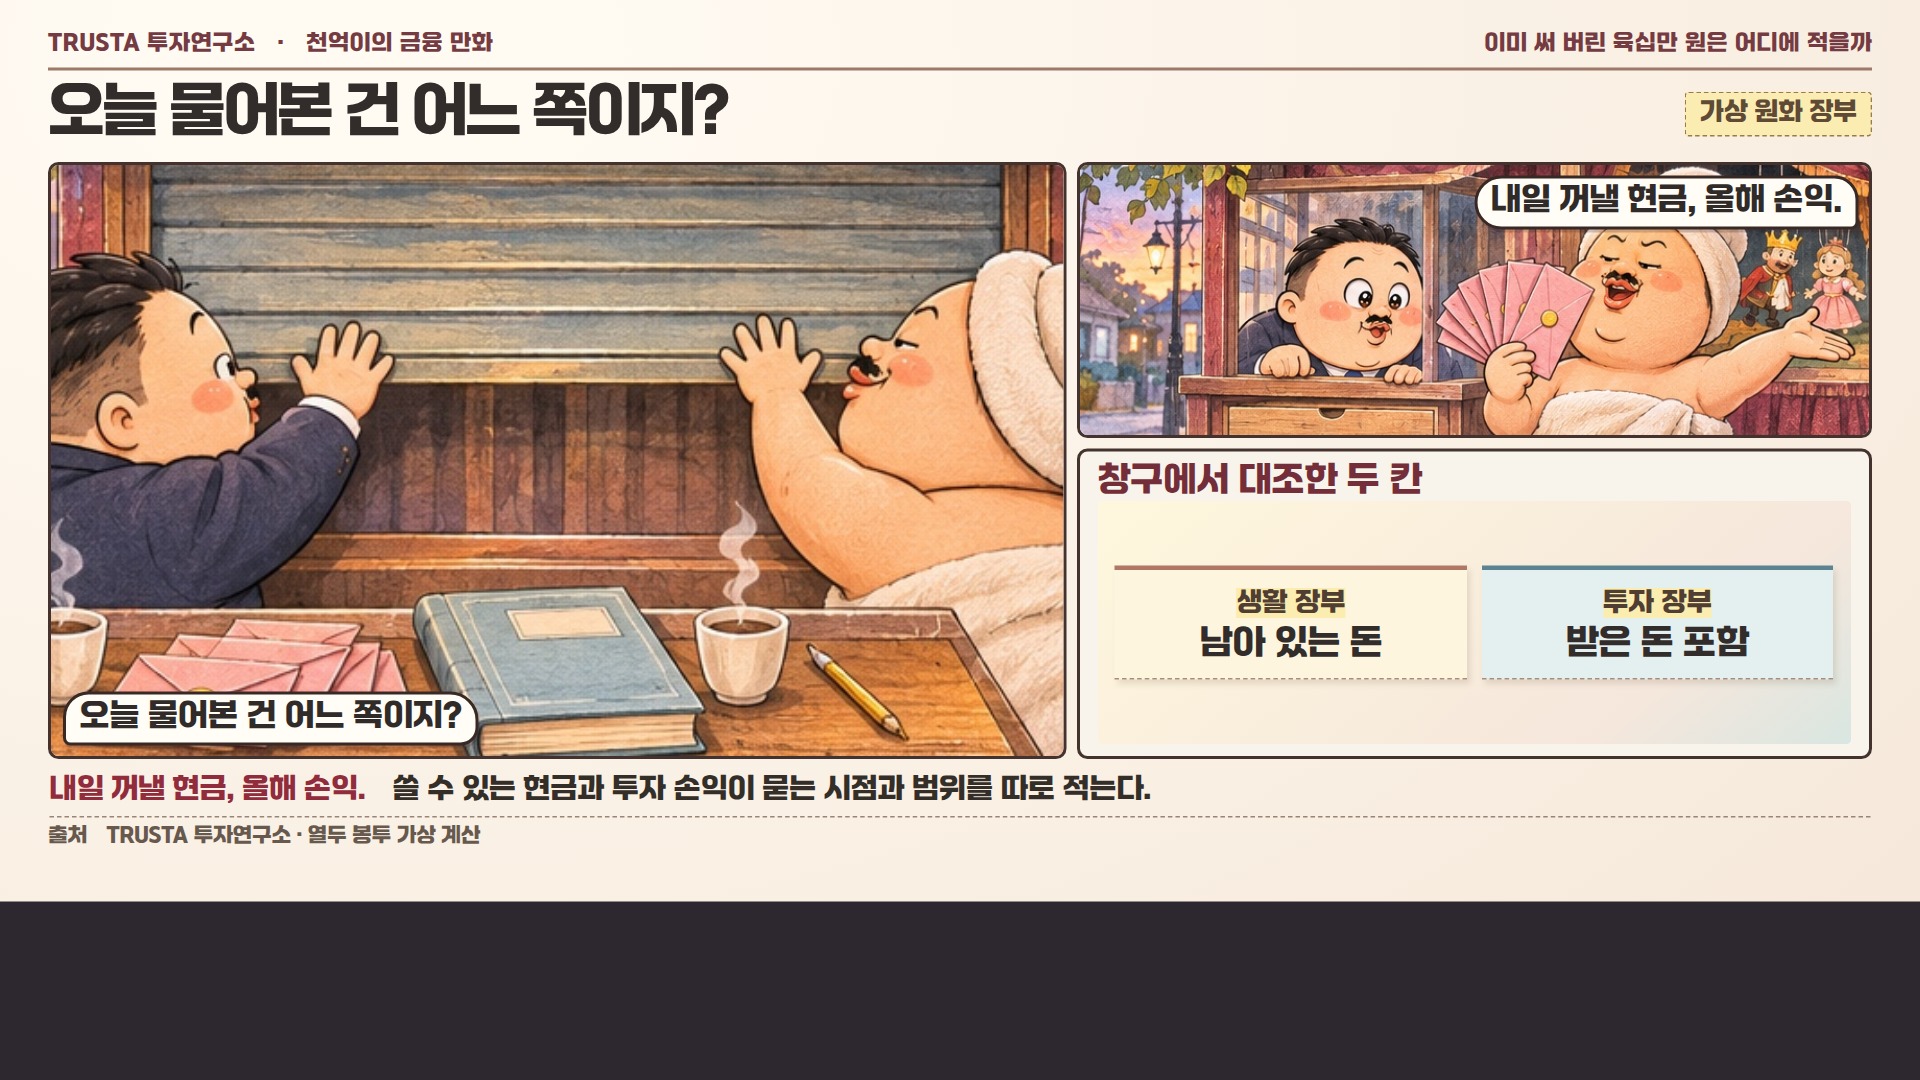 TRUSTA 투자연구소 · 천억이의 금융 만화
이미 써 버린 육십만 원은 어디에 적을까
오늘 물어본 건 어느 쪽이지?
가상 원화 장부
내일 꺼낼 현금, 올해 손익.
오늘 물어본 건 어느 쪽이지?
창구에서 대조한 두 칸
생활 장부
남아 있는 돈
투자 장부
받은 돈 포함
내일 꺼낼 현금, 올해 손익. 쓸 수 있는 현금과 투자 손익이 묻는 시점과 범위를 따로 적는다.
출처 TRUSTA 투자연구소 · 열두 봉투 가상 계산